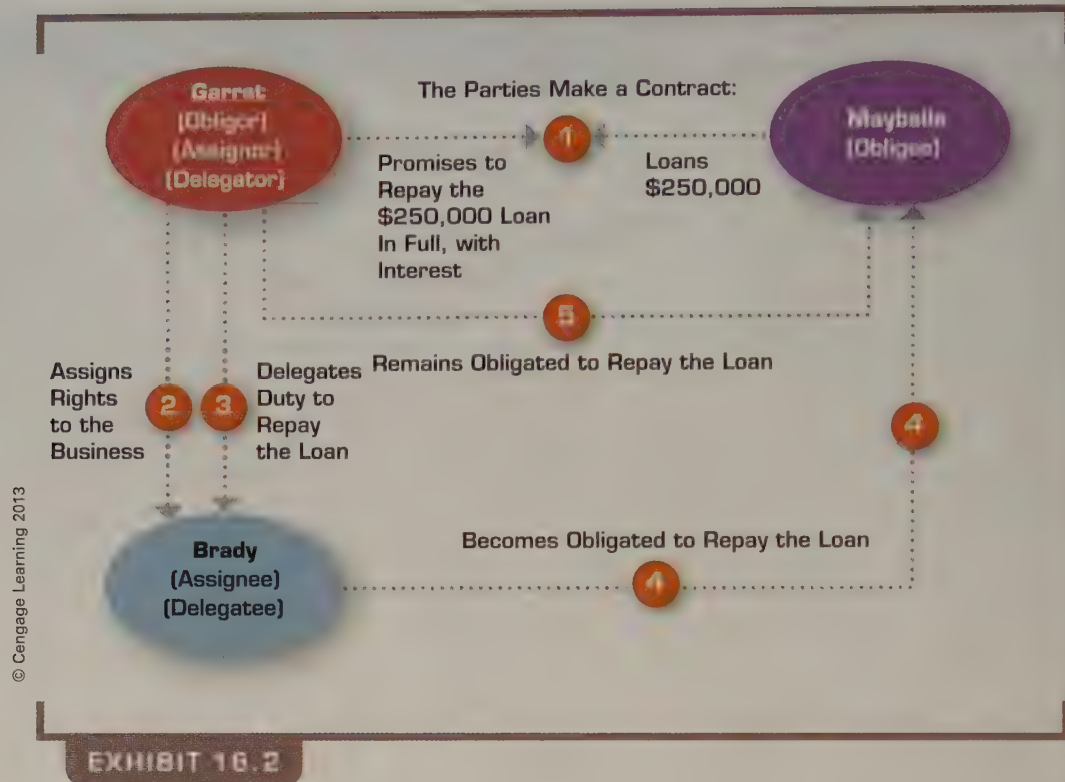 The Parties Make a Contract:
Garret
(Obligor)
(Assignor)
(Delegator)
1
Maybelle
(Obligee)
Promises to
Repay the
$250,000 Loan
In Full, with
Interest
Loans
$250,000
5
Remains Obligated to Repay the Loan
Assigns
Rights
to the
Business
2
3
Delegates
Duty to
Repay
the Loan
4
Brady
(Assignee)
(Delegatee)
Becomes Obligated to Repay the Loan
4
© Cengage Learning 2013
EXHIBIT 16.2